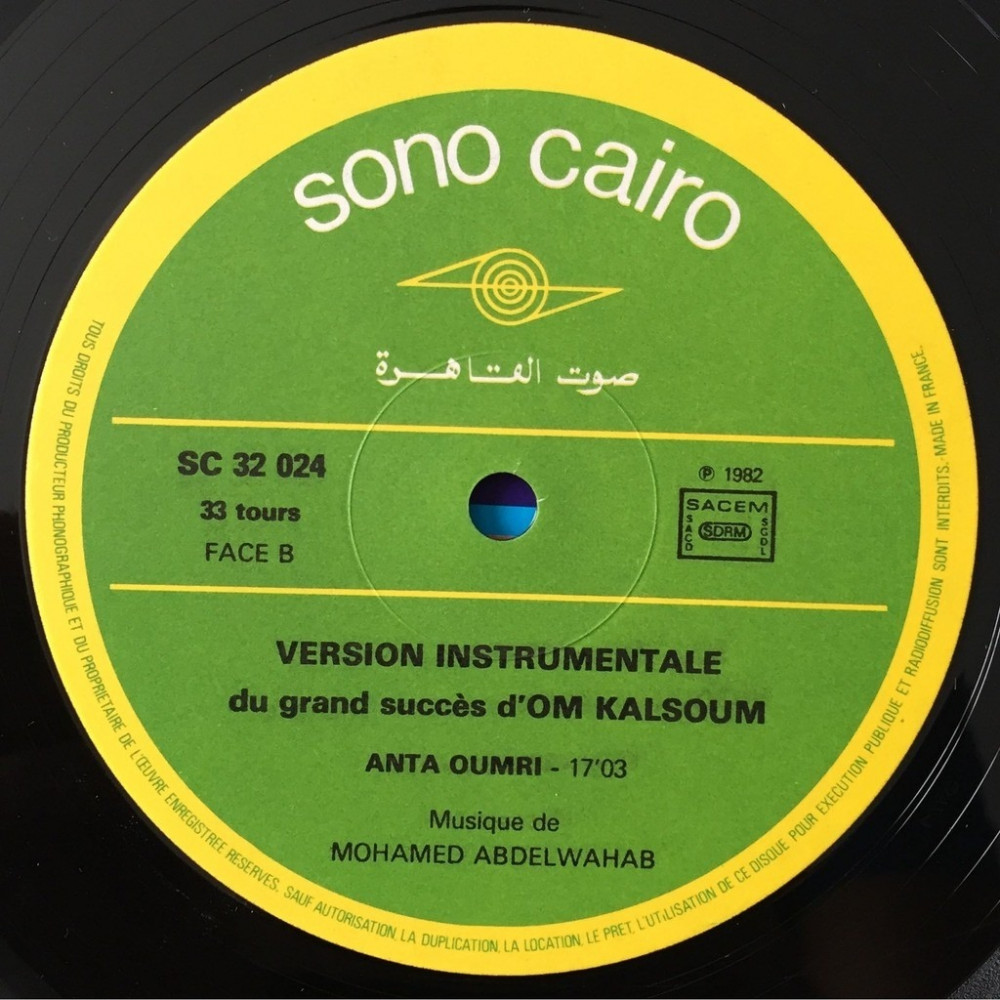 sono cairo
صوت القاهرة
SC 32 024
33 tours
FACE B
℗ 1982
SACEM
SACD
SDRM
SGDL
VERSION INSTRUMENTALE
du grand succès d'OM KALSOUM
ANTA OUMRI - 17'03
Musique de
MOHAMED ABDELWAHAB
TOUS DROITS DU PRODUCTEUR PHONOGRAPHIQUE ET DU PROPRIETAIRE DE L'ŒUVRE ENREGISTREE RESERVES. SAUF AUTORISATION, LA DUPLICATION, LA LOCATION, LE PRET, L'UTILISATION DE CE DISQUE POUR EXECUTION PUBLIQUE ET RADIODIFFUSION SONT INTERDITS. MADE IN FRANCE.